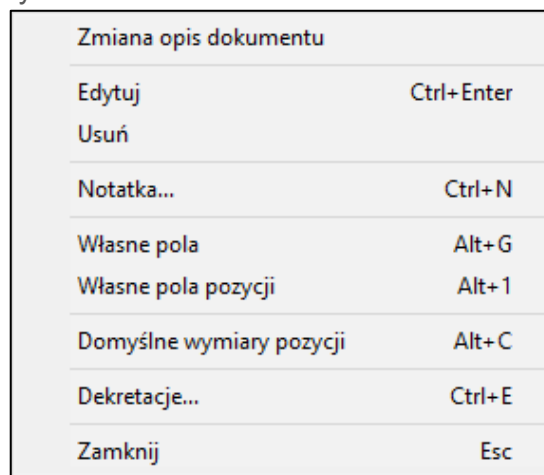 Zmiana opis dokumentu
Edytuj Ctrl+Enter
Usuń
Notatka... Ctrl+N
Własne pola Alt+G
Własne pola pozycji Alt+1
Domyślne wymiary pozycji Alt+C
Dekretacje... Ctrl+E
Zamknij Esc